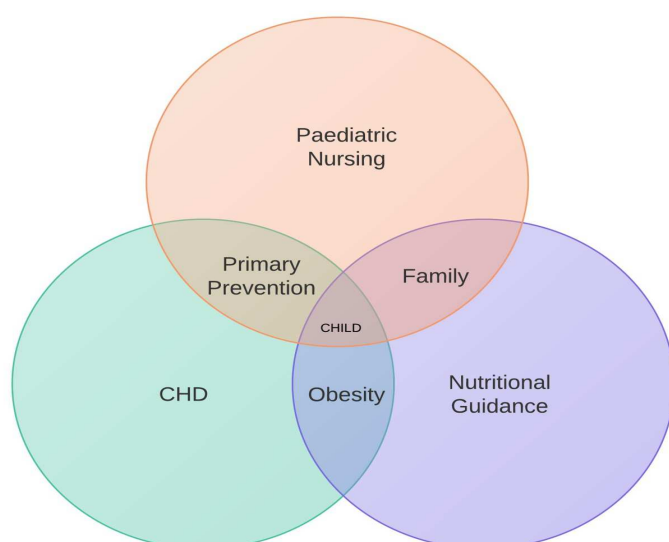 Paediatric
Nursing
Primary
Prevention
Family
CHILD
CHD
Obesity
Nutritional
Guidance